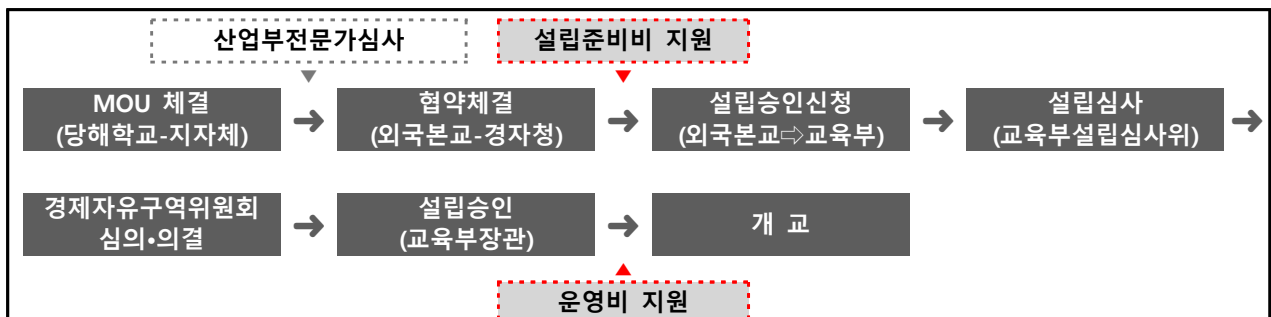 산업부전문가심사
설립준비비 지원
MOU 체결
(당해학교-지자체)
➔
협약체결
(외국본교-경자청)
➔
설립승인신청
(외국본교⇨교육부)
➔
설립심사
(교육부설립심사위)
➔
경제자유구역위원회
심의•의결
➔
설립승인
(교육부장관)
➔
개 교
운영비 지원